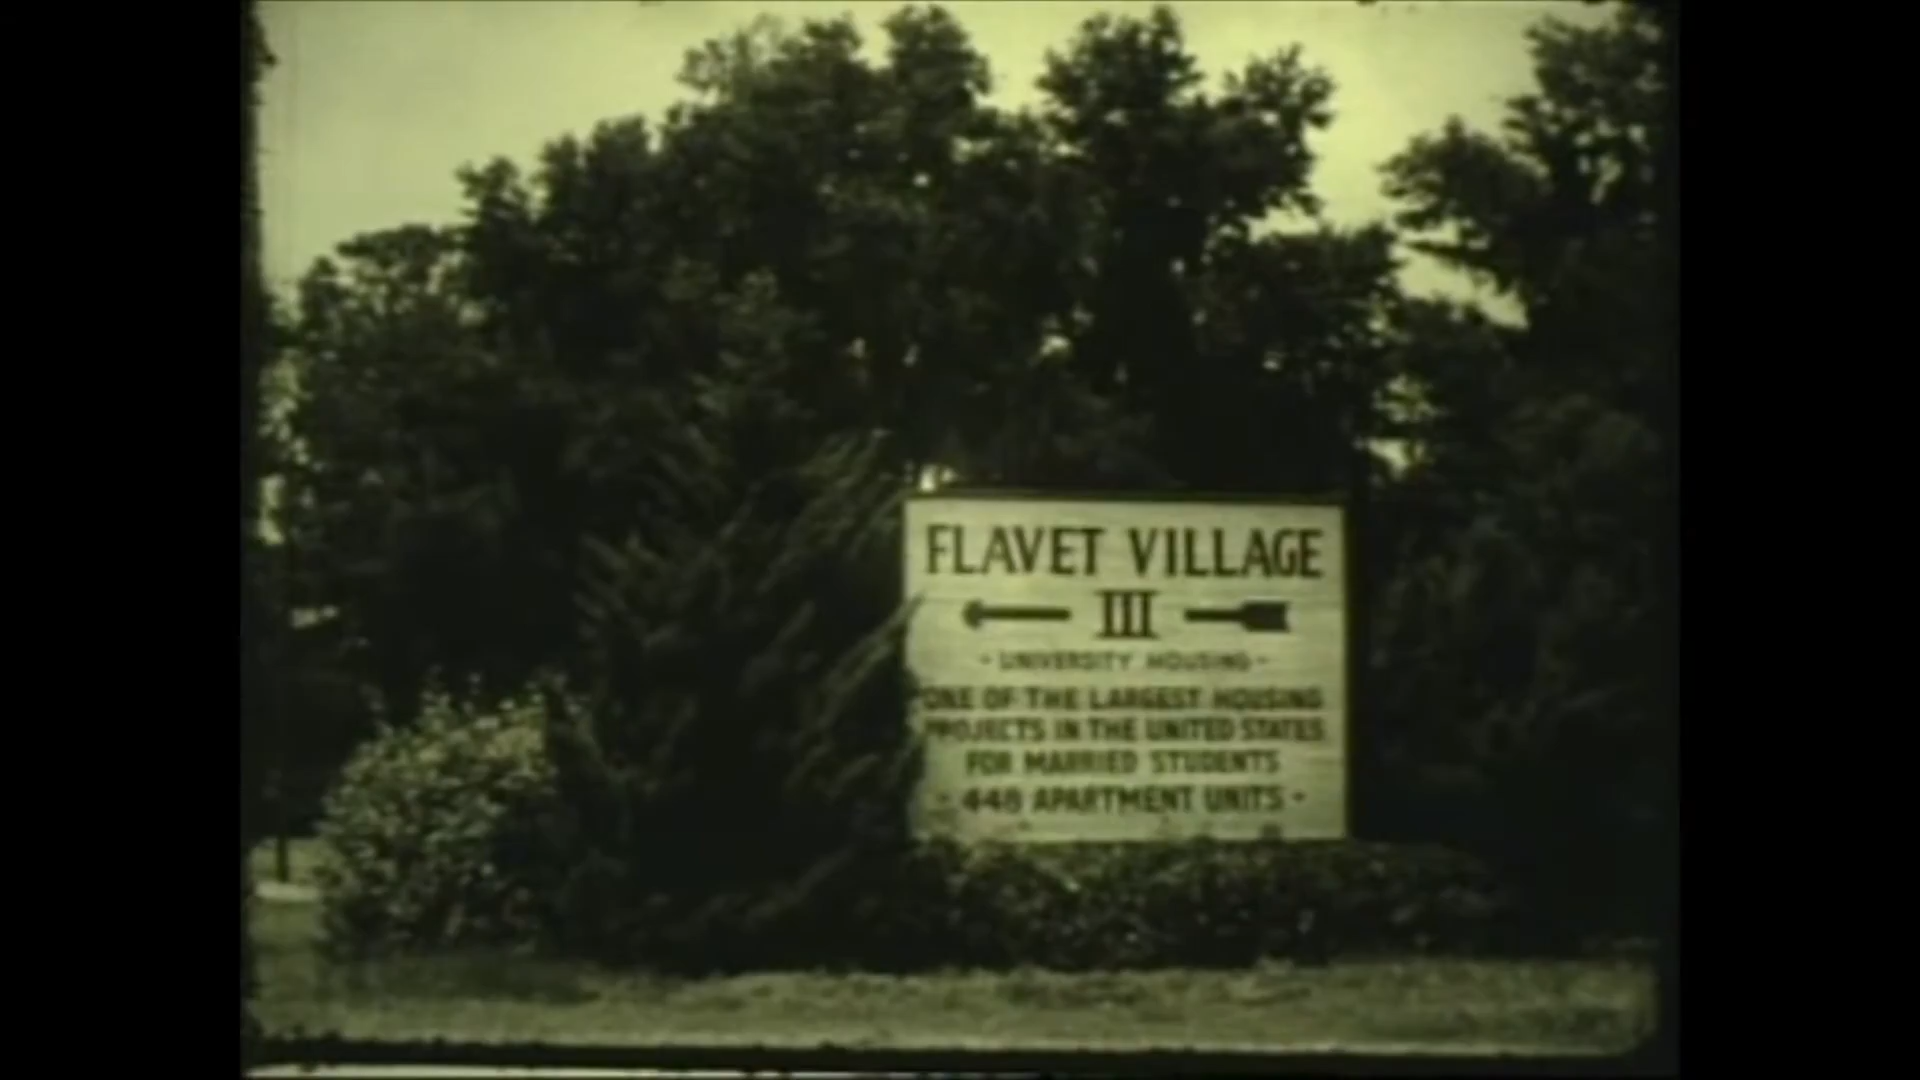 FLAVET VILLAGE
III
- UNIVERSITY HOUSING -
ONE OF THE LARGEST HOUSING
PROJECTS IN THE UNITED STATES
FOR MARRIED STUDENTS
- 448 APARTMENT UNITS -